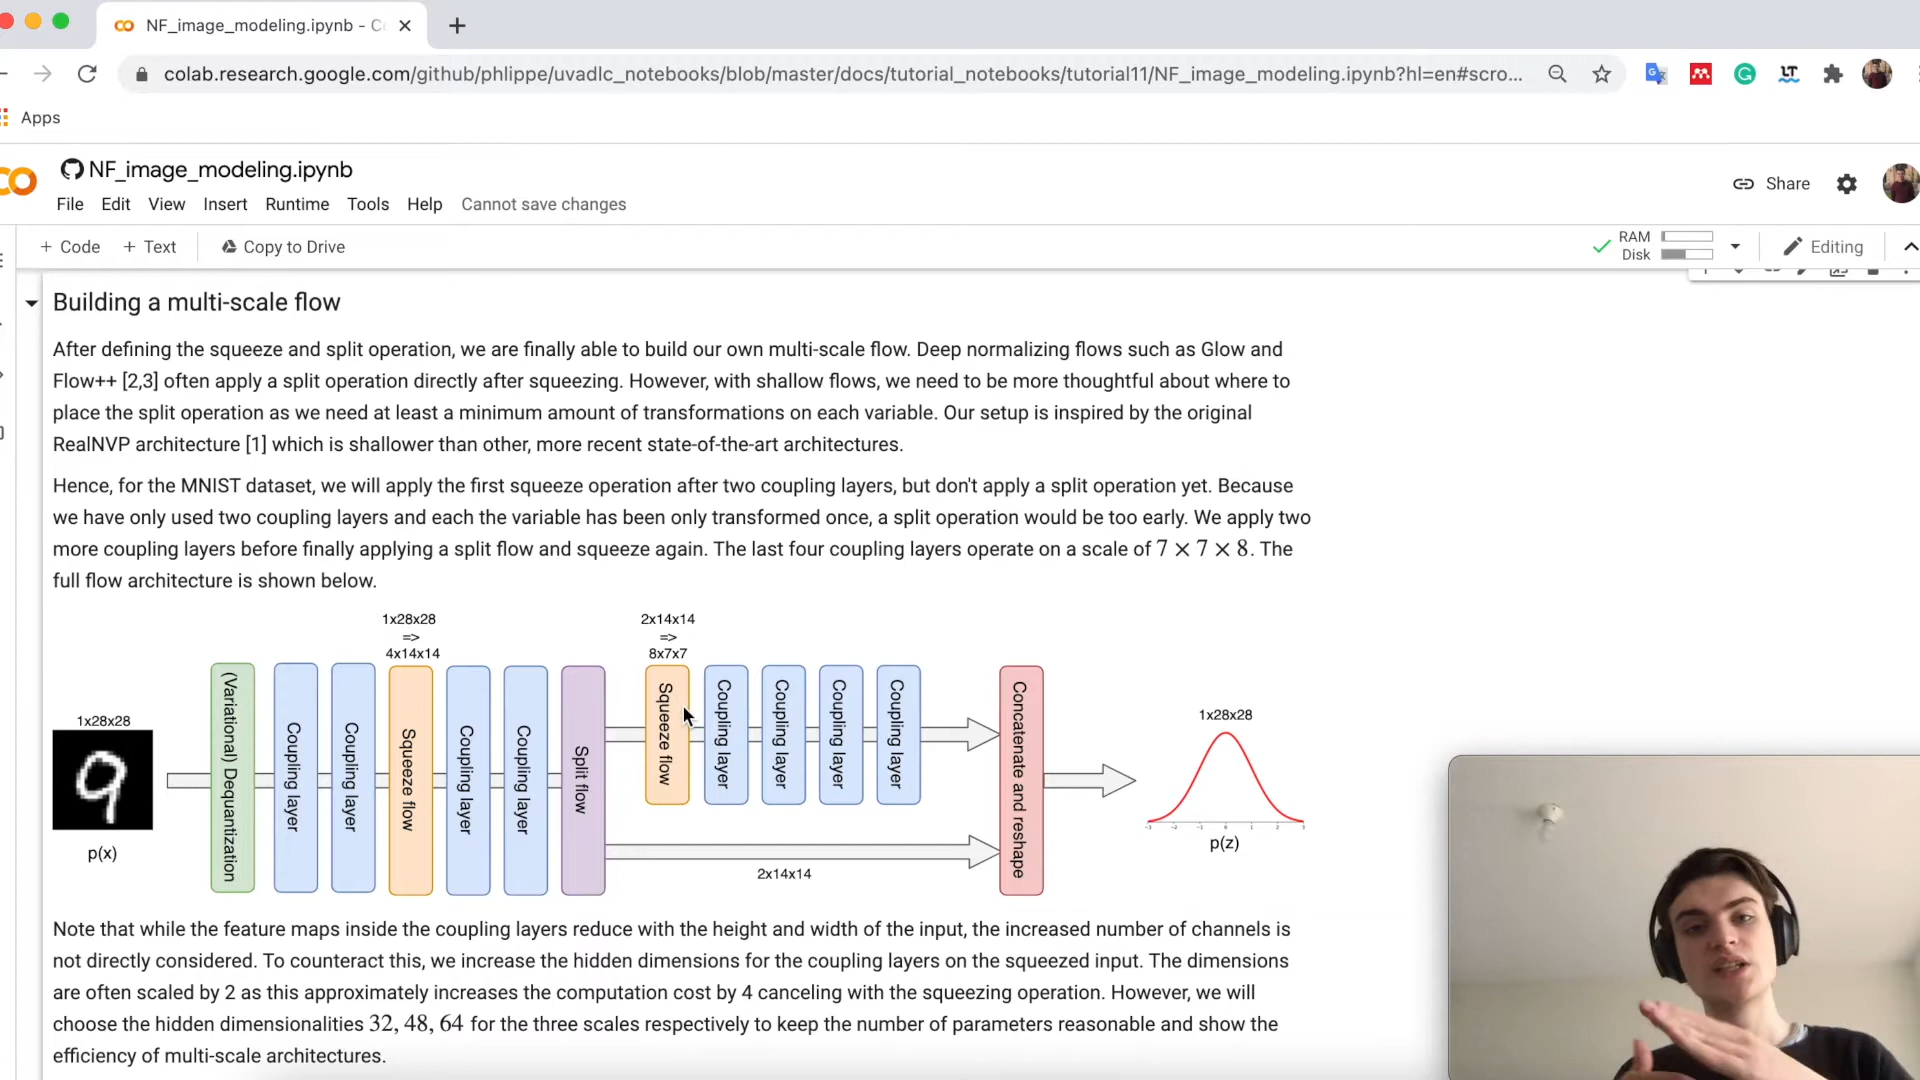 NF_image_modeling.ipynb - C
colab.research.google.com/github/phlippe/uvadlc_notebooks/blob/master/docs/tutorial_notebooks/tutorial11/NF_image_modeling.ipynb?hl=en#scro...
Apps
NF_image_modeling.ipynb
Share
File Edit View Insert Runtime Tools Help Cannot save changes
+ Code + Text Copy to Drive
RAM
Disk
Editing
Building a multi-scale flow
After defining the squeeze and split operation, we are finally able to build our own multi-scale flow. Deep normalizing flows such as Glow and
Flow++ [2,3] often apply a split operation directly after squeezing. However, with shallow flows, we need to be more thoughtful about where to
place the split operation as we need at least a minimum amount of transformations on each variable. Our setup is inspired by the original
RealNVP architecture [1] which is shallower than other, more recent state-of-the-art architectures.
Hence, for the MNIST dataset, we will apply the first squeeze operation after two coupling layers, but don't apply a split operation yet. Because
we have only used two coupling layers and each the variable has been only transformed once, a split operation would be too early. We apply two
more coupling layers before finally applying a split flow and squeeze again. The last four coupling layers operate on a scale of 7 × 7 × 8. The
full flow architecture is shown below.
1x28x28
=>
4x14x14
2x14x14
=>
8x7x7
1x28x28
9
p(x)
(Variational) Dequantization
Coupling layer
Coupling layer
Squeeze flow
Coupling layer
Coupling layer
Split flow
Squeeze flow
Coupling layer
Coupling layer
Coupling layer
Coupling layer
2x14x14
Concatenate and reshape
1x28x28
-3 -2 -1 0 1 2 3
p(z)
Note that while the feature maps inside the coupling layers reduce with the height and width of the input, the increased number of channels is
not directly considered. To counteract this, we increase the hidden dimensions for the coupling layers on the squeezed input. The dimensions
are often scaled by 2 as this approximately increases the computation cost by 4 canceling with the squeezing operation. However, we will
choose the hidden dimensionalities 32, 48, 64 for the three scales respectively to keep the number of parameters reasonable and show the
efficiency of multi-scale architectures.